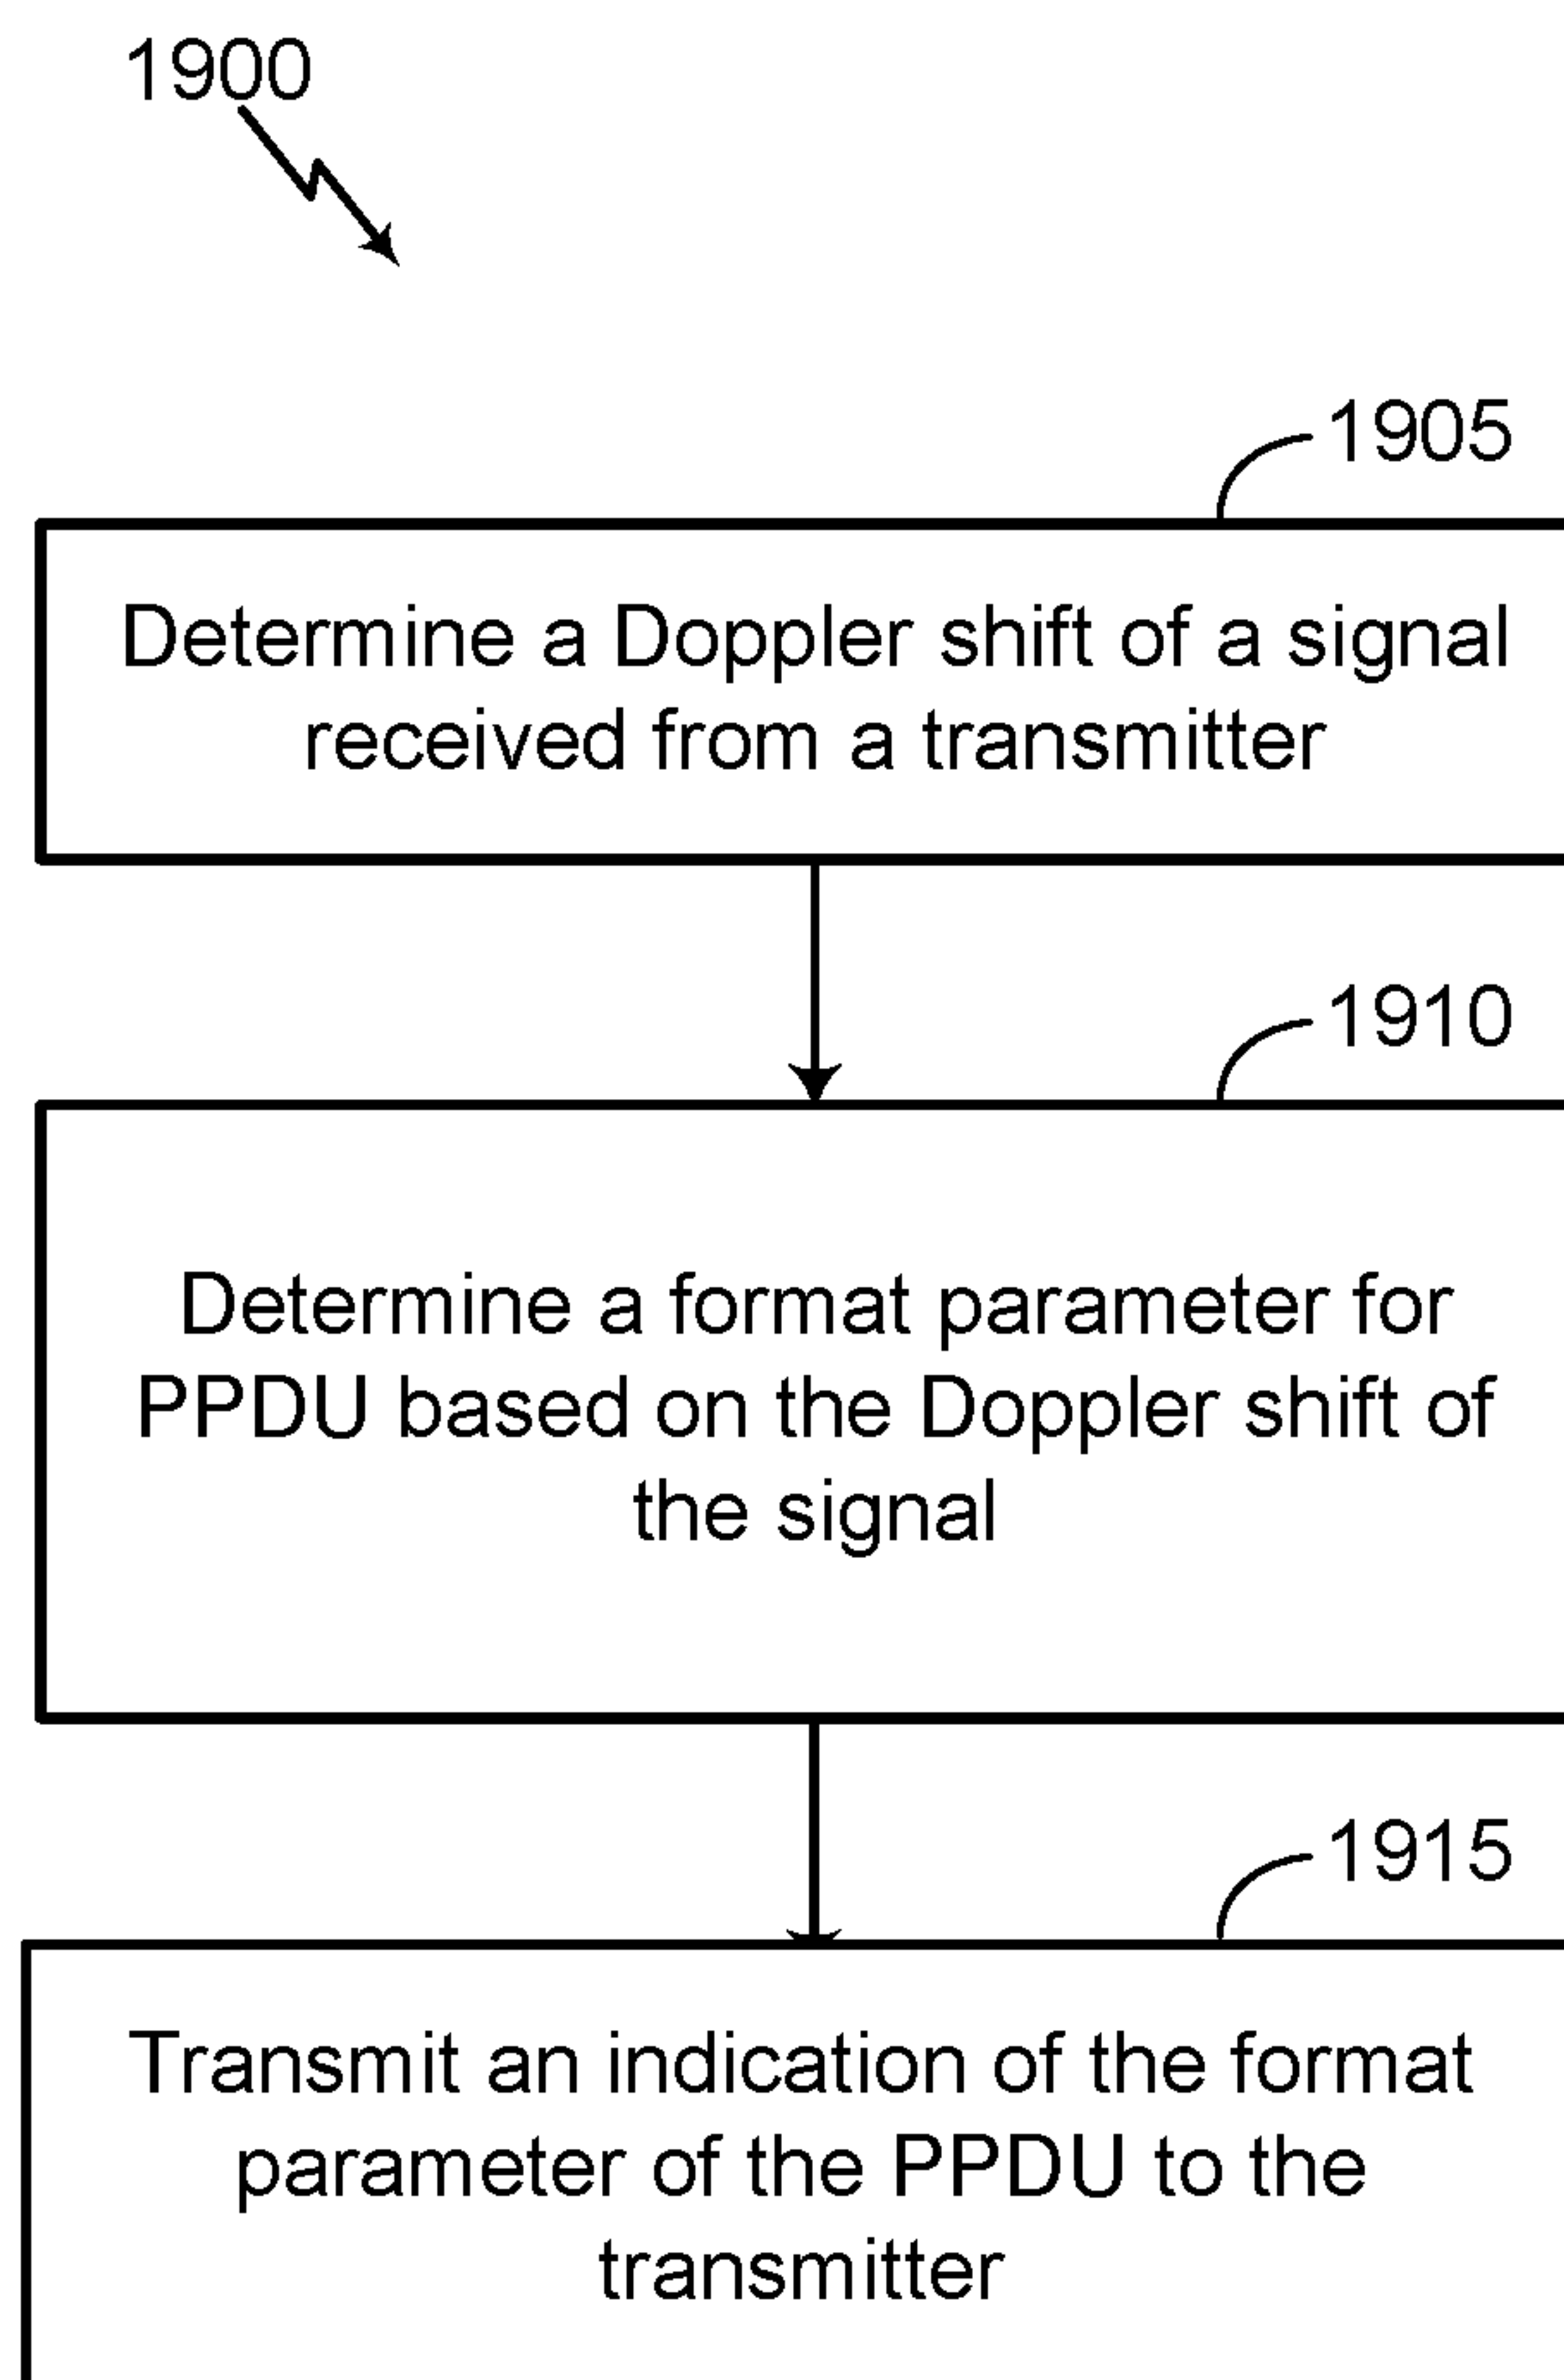 1900
1905
Determine a Doppler shift of a signal
received from a transmitter
1910
Determine a format parameter for
PPDU based on the Doppler shift of
the signal
1915
Transmit an indication of the format
parameter of the PPDU to the
transmitter